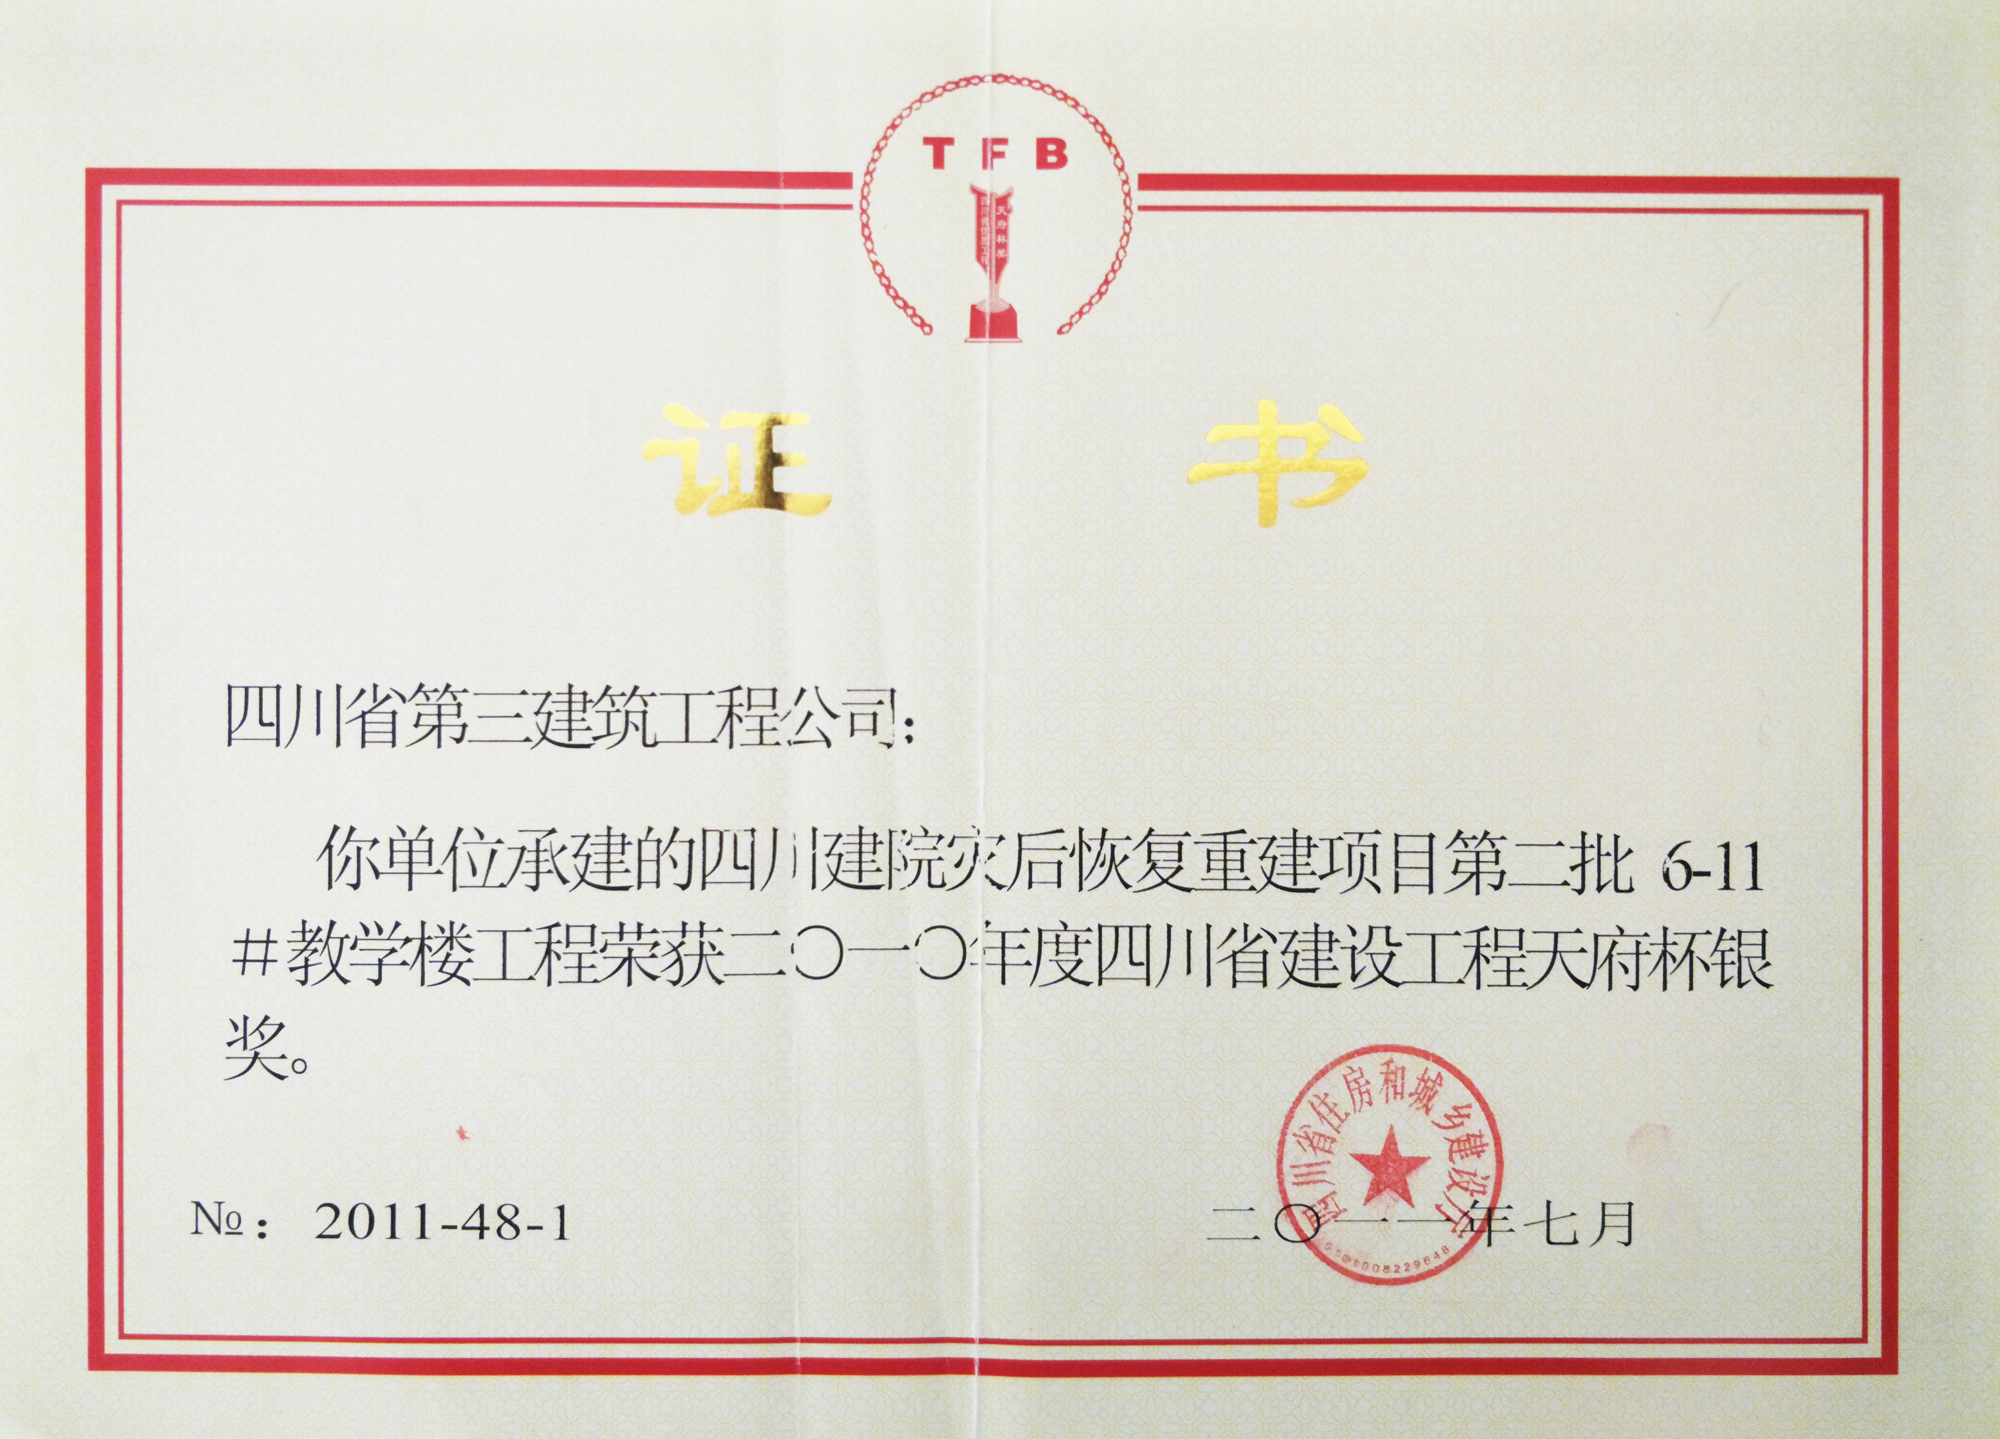 T F B
天府杯奖
证 书
四川省第三建筑工程公司：
你单位承建的四川建院灾后恢复重建项目第二批 6-11
#教学楼工程荣获二〇一〇年度四川省建设工程天府杯银
奖。
四川省住房和城乡建设厅
№：2011-48-1
二〇一一年七月